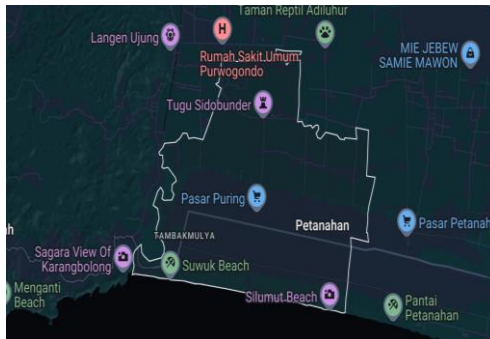 Taman Reptil Adiluhur
Langen Ujung
H
Rumah Sakit Umum
Purwogondo
MIE JEBEW
SAMIE MAWON
Tugu Sidobunder
Pasar Puring
Petanahan
Pasar Petanah
TAMBAKMULYA
Sagara View Of
Karangbolong
Suwuk Beach
Menganti
Beach
Silumut Beach
Pantai
Petanahan